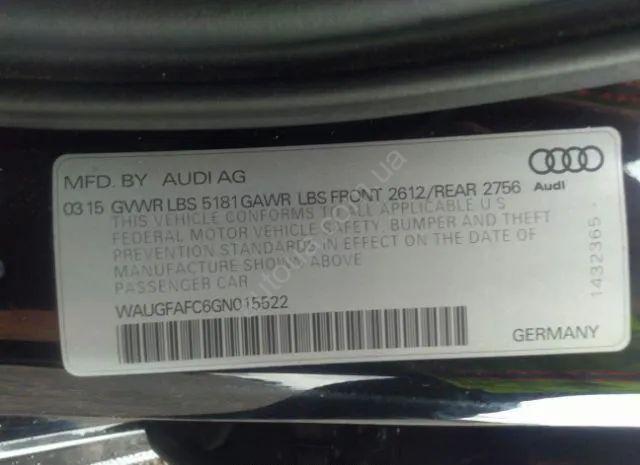 MFD. BY AUDI AG
Audi
03 15 GVWR LBS 5181 GAWR LBS FRONT 2612/REAR 2756
THIS VEHICLE CONFORMS TO ALL APPLICABLE U S
FEDERAL MOTOR VEHICLE SAFETY, BUMPER AND THEFT
PREVENTION STANDARDS IN EFFECT ON THE DATE OF
MANUFACTURE SHOWN ABOVE
PASSENGER CAR
WAUGFAFC6GN015522
GERMANY
1432365